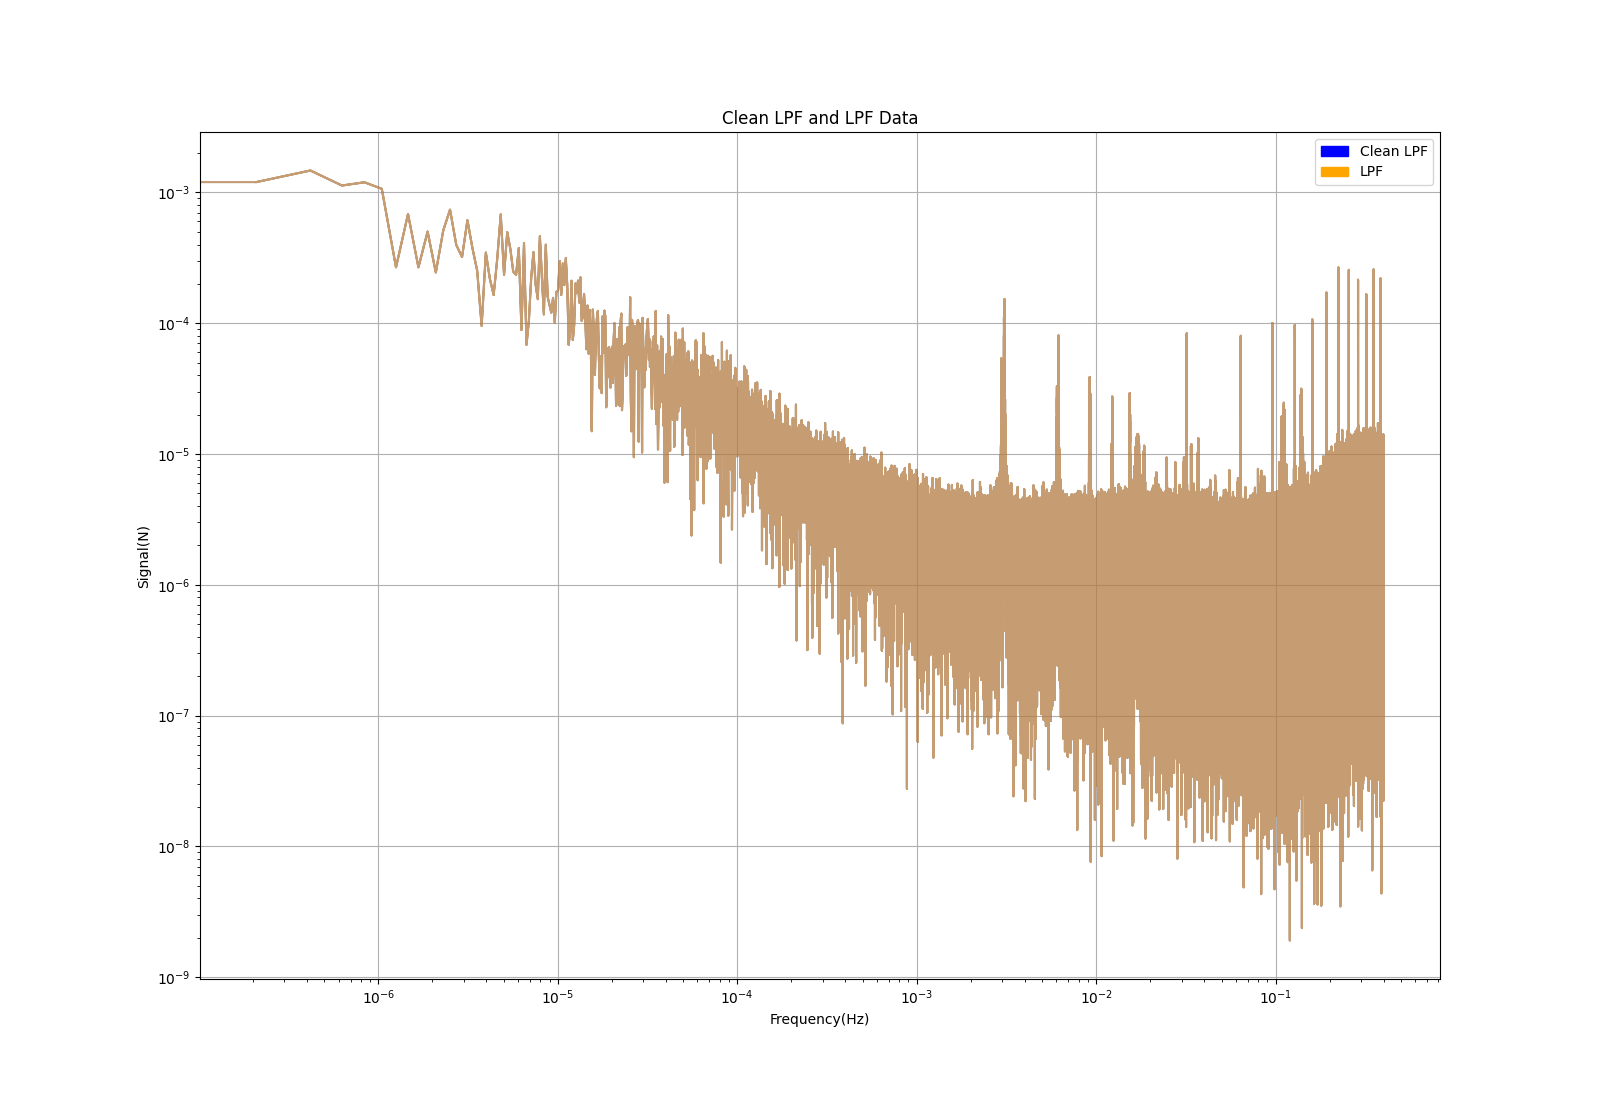 Clean LPF and LPF Data
Clean LPF
LPF
Signal(N)
10⁻³
10⁻⁴
10⁻⁵
10⁻⁶
10⁻⁷
10⁻⁸
10⁻⁹
10⁻⁶ 10⁻⁵ 10⁻⁴ 10⁻³ 10⁻² 10⁻¹
Frequency(Hz)